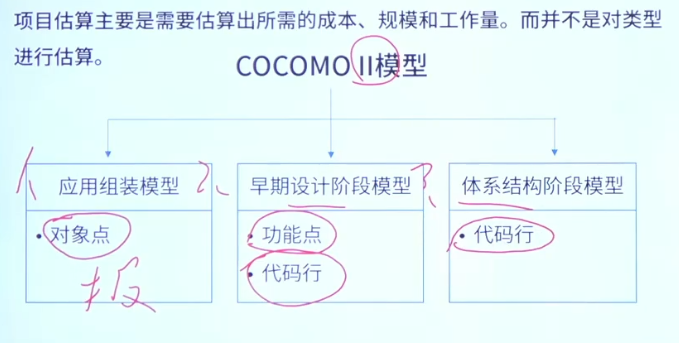 项目估算主要是需要估算出所需的成本、规模和工作量。而并不是对类型
进行估算。
COCOMO II模型
1、 应用组装模型 2、 早期设计阶段模型 3、 体系结构阶段模型
• 对象点 • 功能点 • 代码行
• 代码行